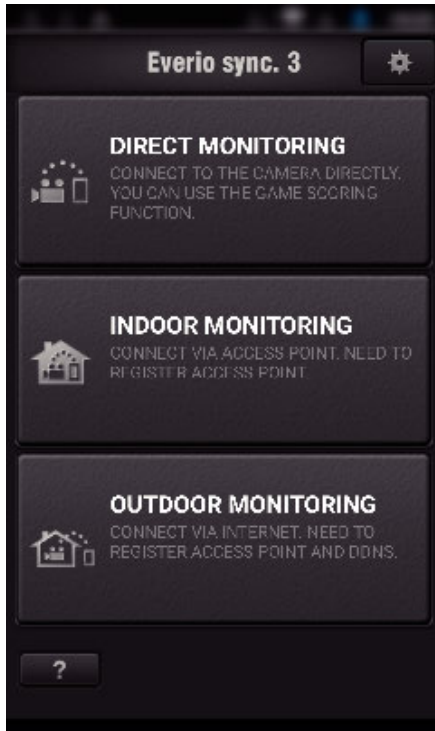 Everio sync. 3
DIRECT MONITORING
CONNECT TO THE CAMERA DIRECTLY.
YOU CAN USE THE GAME SCORING
FUNCTION.
INDOOR MONITORING
CONNECT VIA ACCESS POINT. NEED TO
REGISTER ACCESS POINT.
OUTDOOR MONITORING
CONNECT VIA INTERNET. NEED TO
REGISTER ACCESS POINT AND DDNS.
?